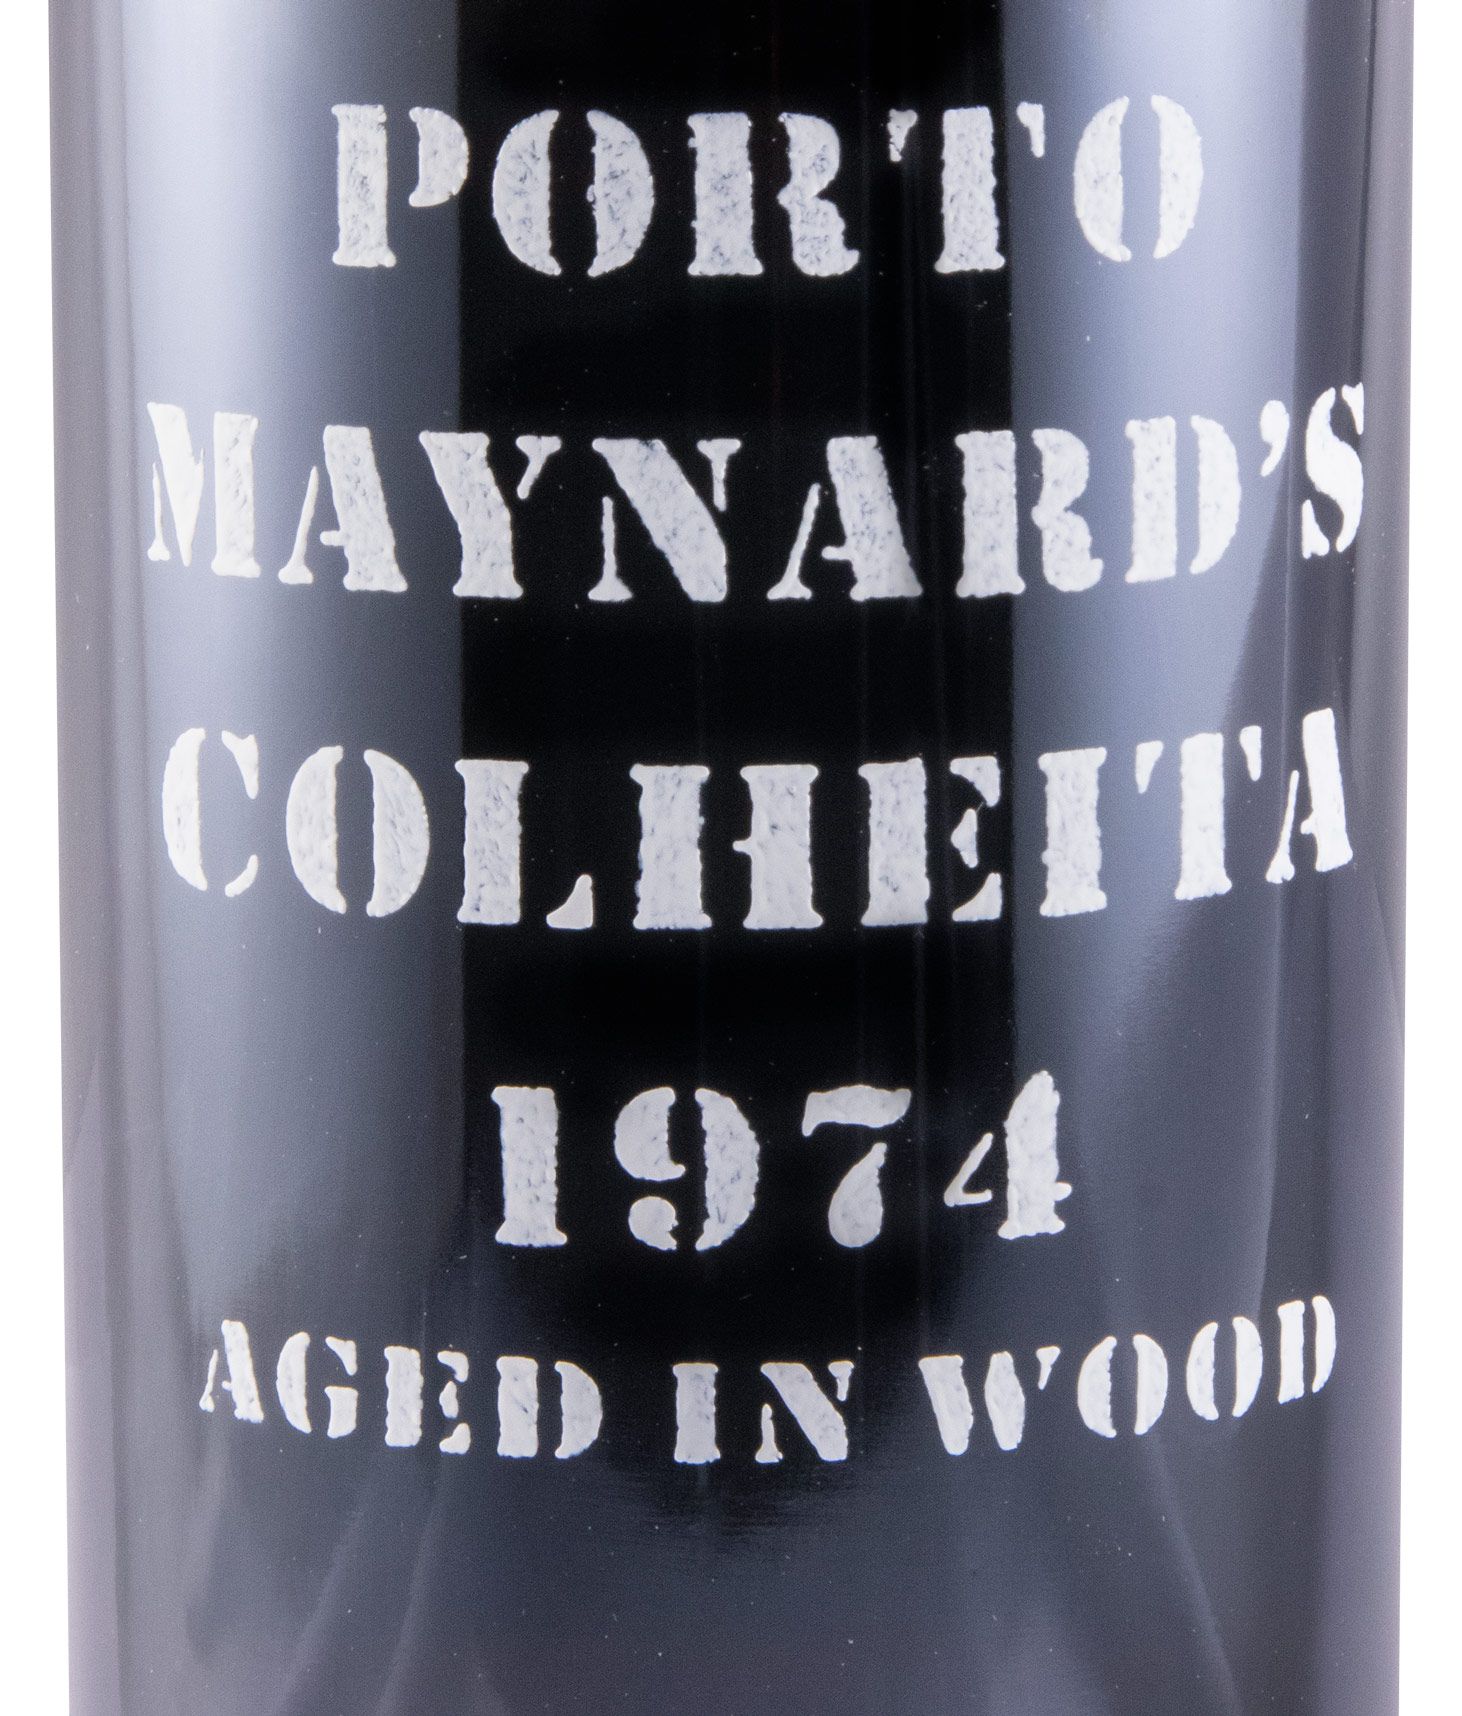 PORTO
MAYNARD'S
COLHEITA
1974
AGED IN WOOD